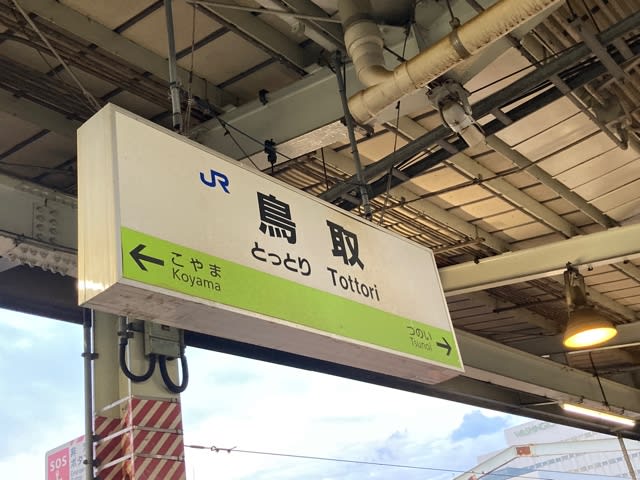 JR
鳥取
とっとり Tottori
← こやま
Koyama
つのい →
Tsunoi
SOS